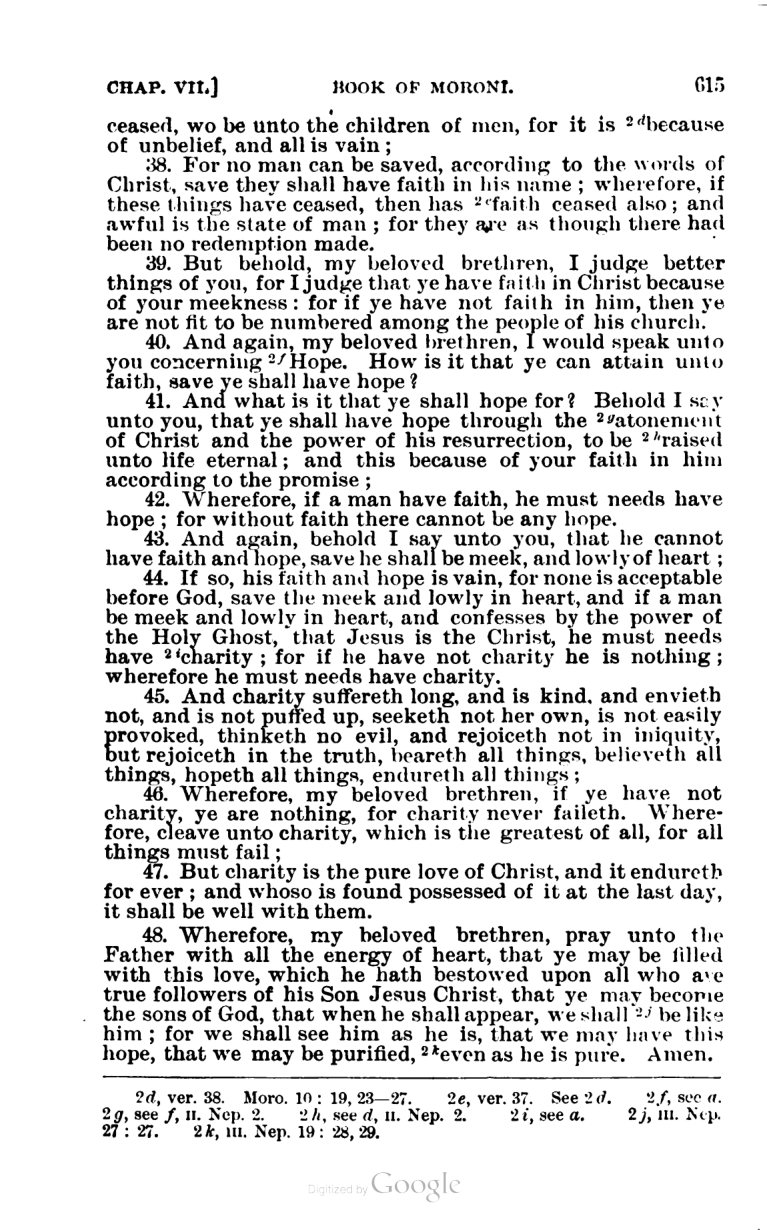 CHAP. VII.] BOOK OF MORONI. 615
ceased, wo be unto the children of men, for it is ²ᵈbecause
of unbelief, and all is vain ;
38. For no man can be saved, according to the words of
Christ, save they shall have faith in his name ; wherefore, if
these things have ceased, then has ²ᵉfaith ceased also ; and
awful is the state of man ; for they are as though there had
been no redemption made.
39. But behold, my beloved brethren, I judge better
things of you, for I judge that ye have faith in Christ because
of your meekness : for if ye have not faith in him, then ye
are not fit to be numbered among the people of his church.
40. And again, my beloved brethren, I would speak unto
you concerning ²ᶠHope. How is it that ye can attain unto
faith, save ye shall have hope ?
41. And what is it that ye shall hope for ? Behold I say
unto you, that ye shall have hope through the ²ᵍatonement
of Christ and the power of his resurrection, to be ²ʰraised
unto life eternal ; and this because of your faith in him
according to the promise ;
42. Wherefore, if a man have faith, he must needs have
hope ; for without faith there cannot be any hope.
43. And again, behold I say unto you, that he cannot
have faith and hope, save he shall be meek, and lowly of heart ;
44. If so, his faith and hope is vain, for none is acceptable
before God, save the meek and lowly in heart, and if a man
be meek and lowly in heart, and confesses by the power of
the Holy Ghost, that Jesus is the Christ, he must needs
have ²ⁱcharity ; for if he have not charity he is nothing ;
wherefore he must needs have charity.
45. And charity suffereth long, and is kind, and envieth
not, and is not puffed up, seeketh not her own, is not easily
provoked, thinketh no evil, and rejoiceth not in iniquity,
but rejoiceth in the truth, beareth all things, believeth all
things, hopeth all things, endureth all things ;
46. Wherefore, my beloved brethren, if ye have not
charity, ye are nothing, for charity never faileth. Where-
fore, cleave unto charity, which is the greatest of all, for all
things must fail ;
47. But charity is the pure love of Christ, and it endureth
for ever ; and whoso is found possessed of it at the last day,
it shall be well with them.
48. Wherefore, my beloved brethren, pray unto the
Father with all the energy of heart, that ye may be filled
with this love, which he hath bestowed upon all who are
true followers of his Son Jesus Christ, that ye may become
the sons of God, that when he shall appear, we shall ²ʲ be like
him ; for we shall see him as he is, that we may have this
hope, that we may be purified, ²ᵏeven as he is pure. Amen.
2d, ver. 38. Moro. 10 : 19, 23—27. 2e, ver. 37. See 2d. 2f, see a.
2g, see f, II. Nep. 2. 2h, see d, II. Nep. 2. 2i, see a. 2j, III. Nep.
27 : 27. 2k, III. Nep. 19 : 28, 29.
Digitized by Google